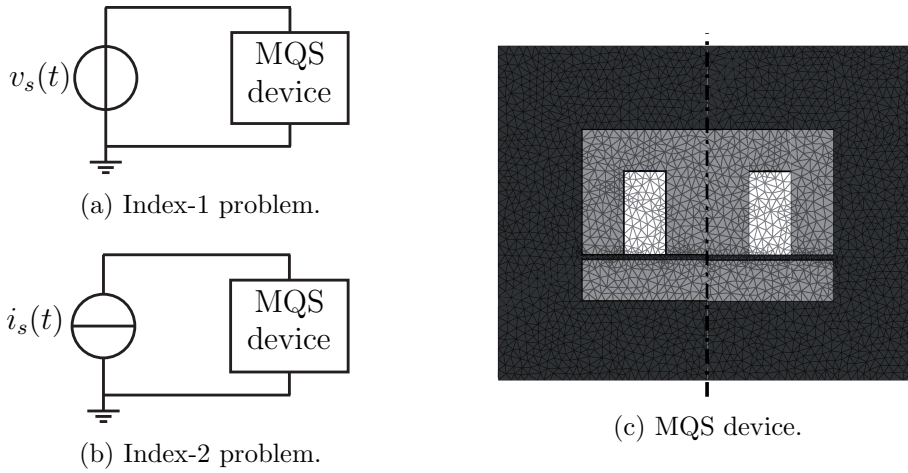 v_s(t)
MQS
device
(a) Index-1 problem.
i_s(t)
MQS
device
(b) Index-2 problem.
(c) MQS device.